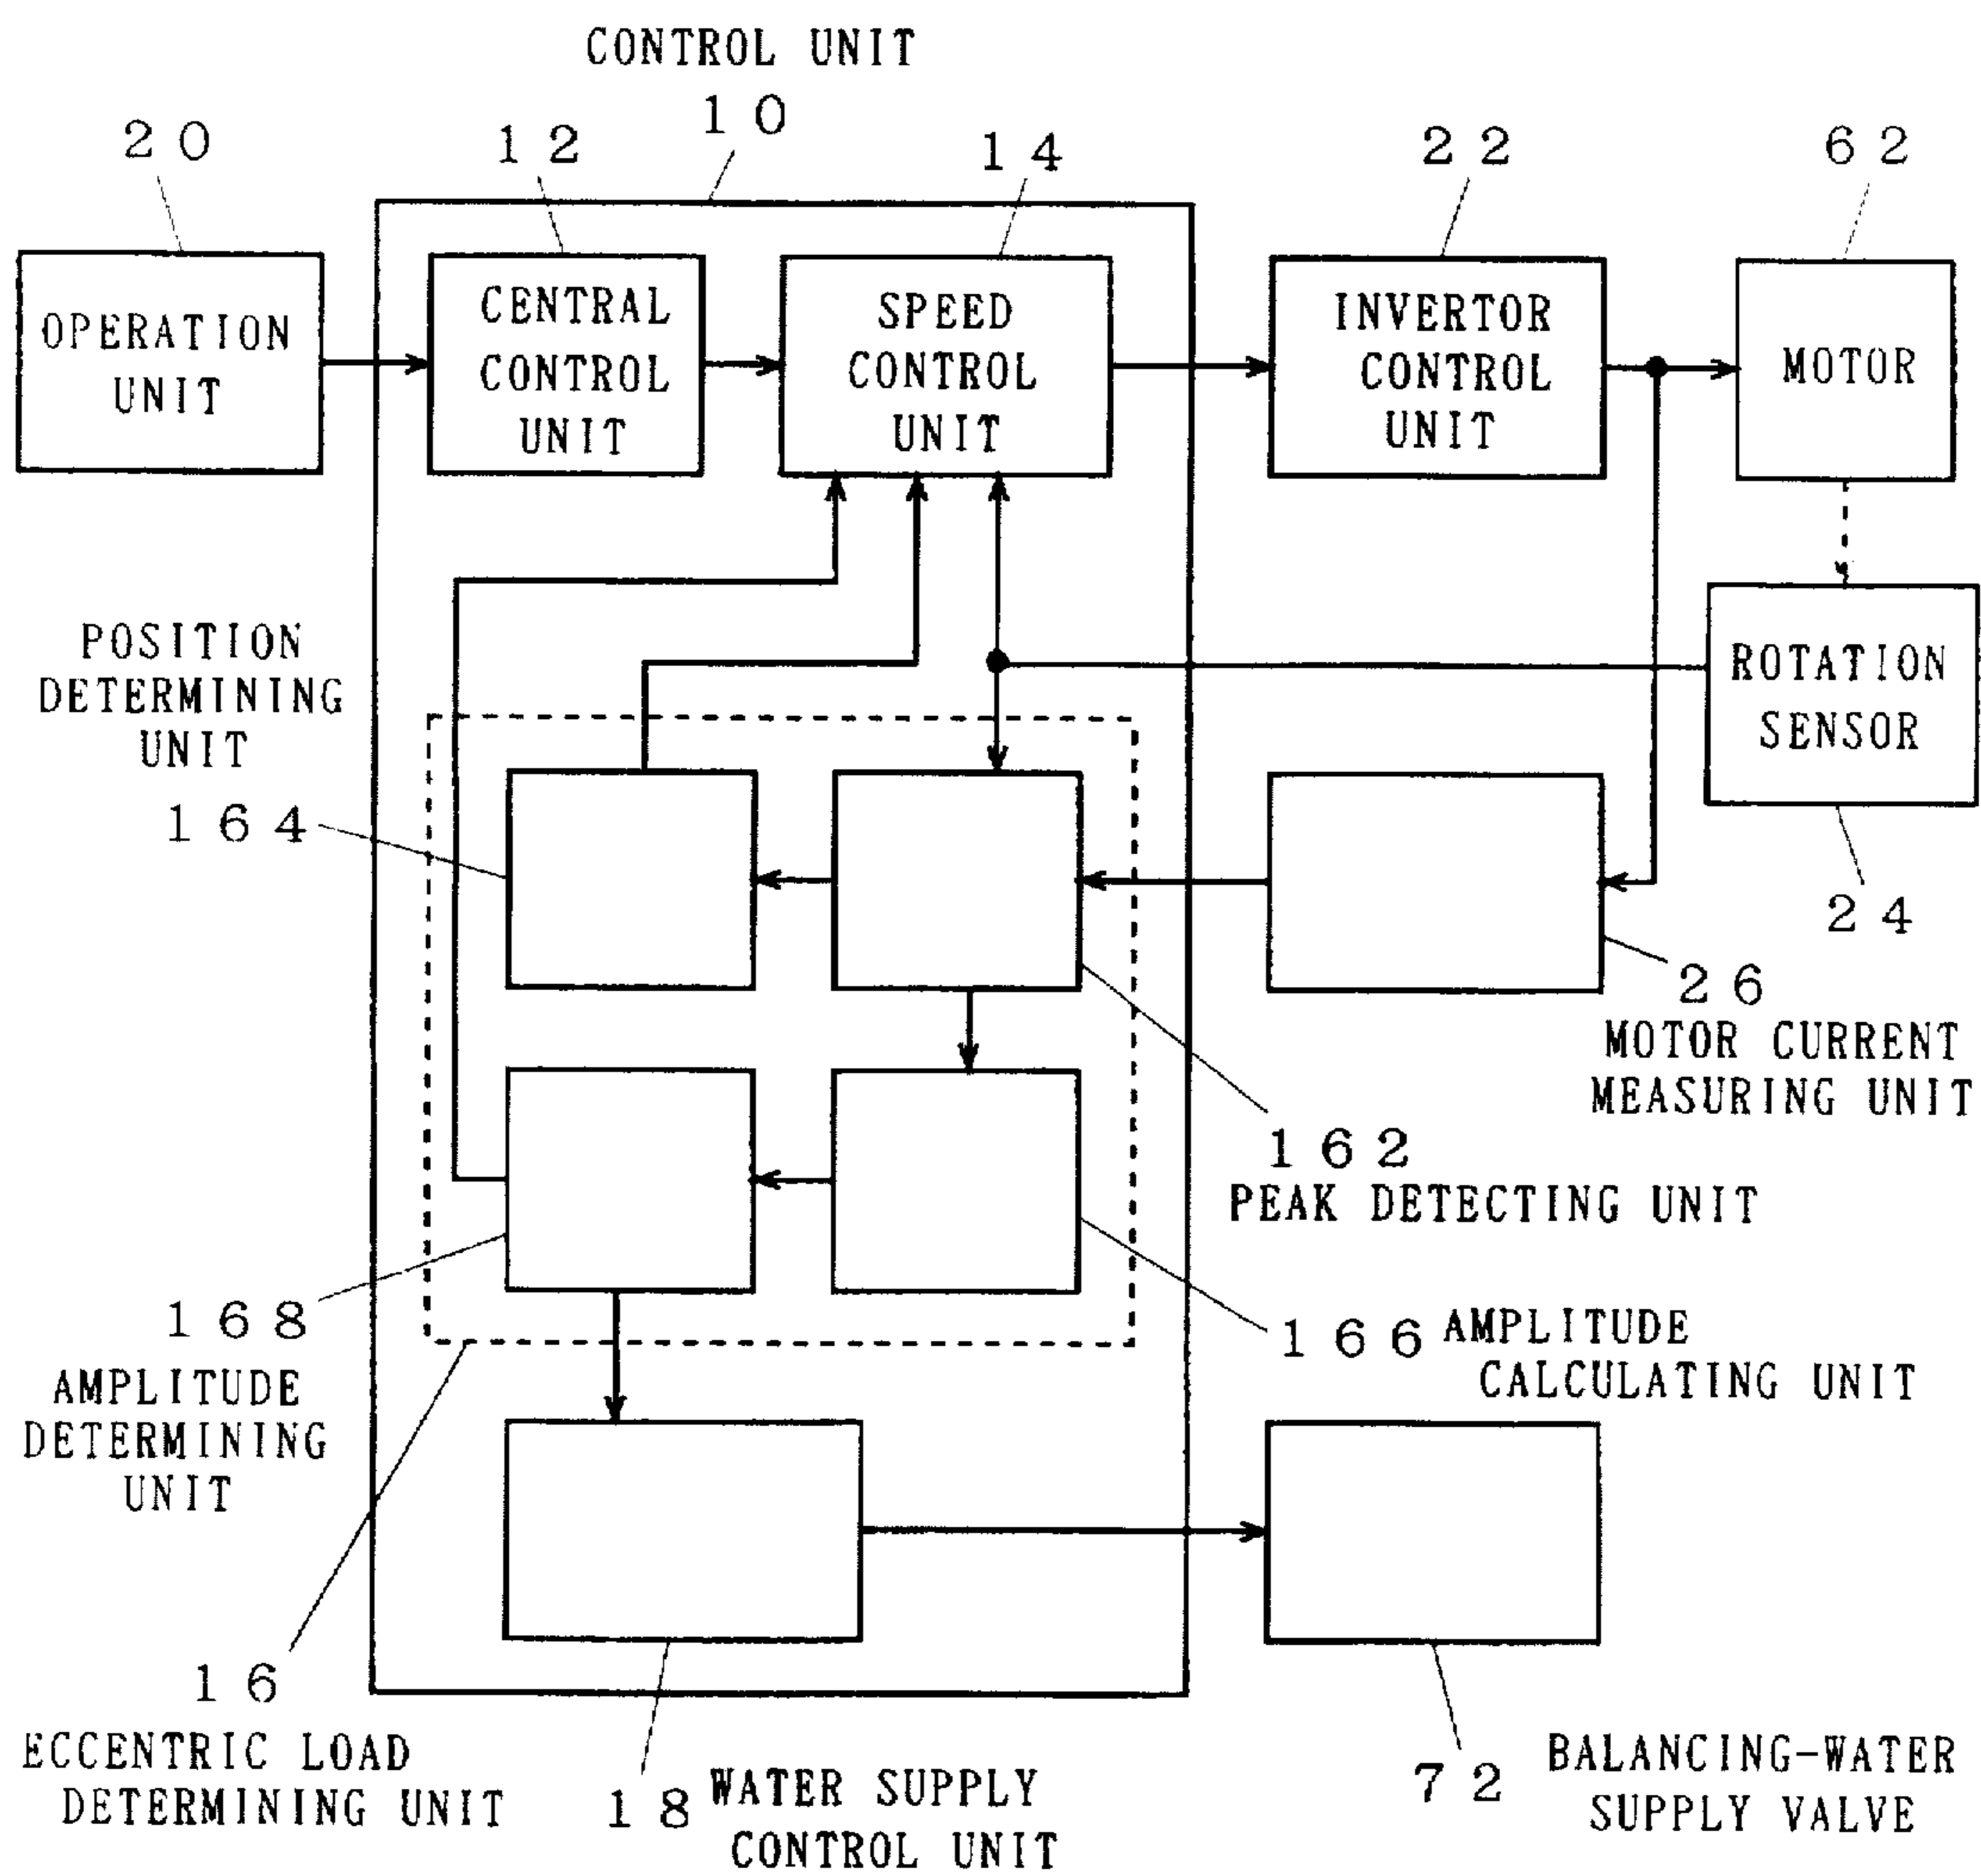 CONTROL UNIT
10
20
12
14
22
62
OPERATION
UNIT
CENTRAL
CONTROL
UNIT
SPEED
CONTROL
UNIT
INVERTOR
CONTROL
UNIT
MOTOR
POSITION
DETERMINING
UNIT
164
ROTATION
SENSOR
24
26
MOTOR CURRENT
MEASURING UNIT
162
PEAK DETECTING UNIT
168
AMPLITUDE
DETERMINING
UNIT
166 AMPLITUDE
CALCULATING UNIT
16
ECCENTRIC LOAD
DETERMINING UNIT
18 WATER SUPPLY
CONTROL UNIT
72
BALANCING-WATER
SUPPLY VALVE